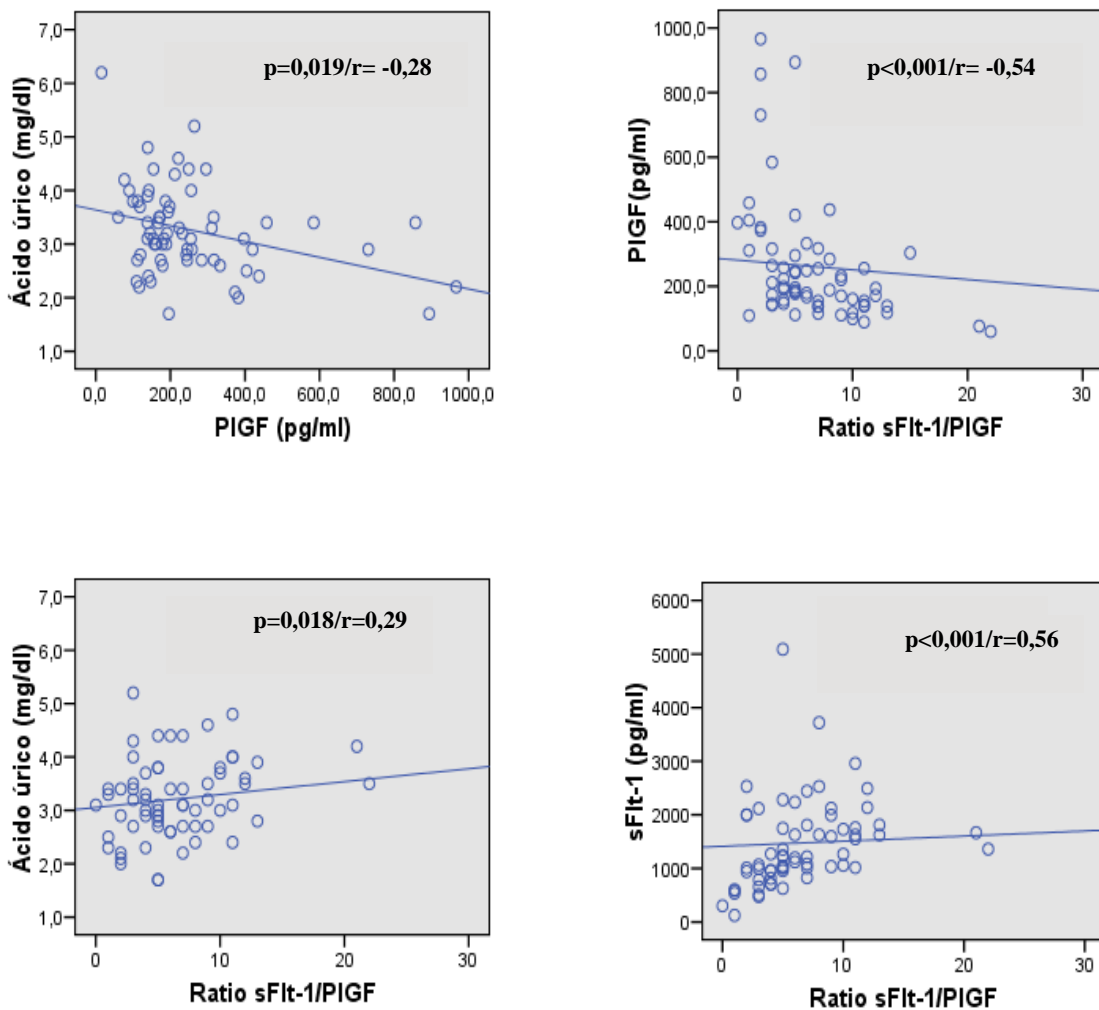 7,0
6,0
5,0
4,0
3,0
2,0
1,0
Ácido úrico (mg/dl)
p=0,019/r= -0,28
0,0 200,0 400,0 600,0 800,0 1000,0
PIGF (pg/ml)
1000,0
800,0
600,0
400,0
200,0
0,0
PIGF(pg/ml)
p<0,001/r= -0,54
0 10 20 30
Ratio sFlt-1/PIGF
7,0
6,0
5,0
4,0
3,0
2,0
1,0
Ácido úrico (mg/dl)
p=0,018/r=0,29
0 10 20 30
Ratio sFlt-1/PIGF
6000
5000
4000
3000
2000
1000
0
sFlt-1 (pg/ml)
p<0,001/r=0,56
0 10 20 30
Ratio sFlt-1/PIGF